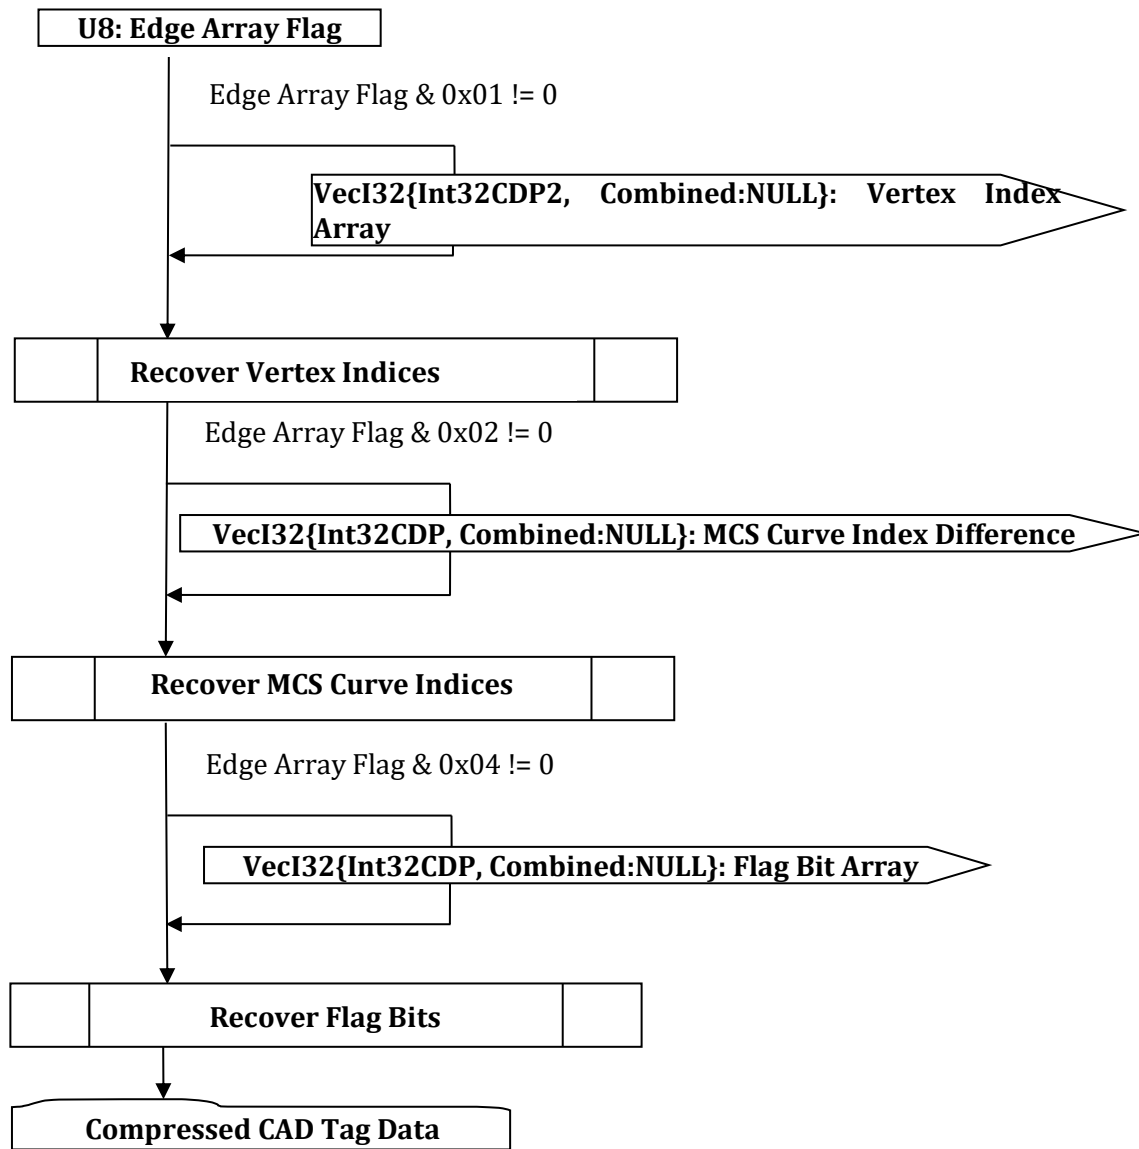 U8: Edge Array Flag
Edge Array Flag & 0x01 != 0
VecI32{Int32CDP2, Combined:NULL}: Vertex Index
Array
Recover Vertex Indices
Edge Array Flag & 0x02 != 0
VecI32{Int32CDP, Combined:NULL}: MCS Curve Index Difference
Recover MCS Curve Indices
Edge Array Flag & 0x04 != 0
VecI32{Int32CDP, Combined:NULL}: Flag Bit Array
Recover Flag Bits
Compressed CAD Tag Data